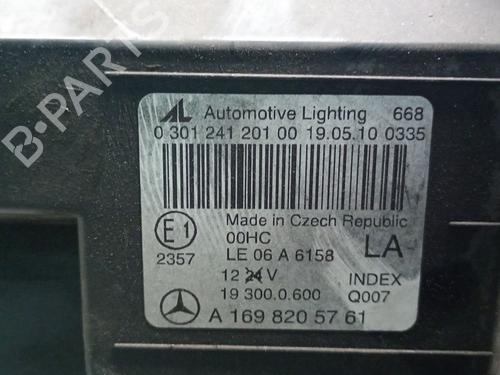 B-PARTS
AL Automotive Lighting 668
0 301 241 201 00 19.05.10 0335
Made in Czech Republic
E1 00HC LA
2357 LE 06 A 6158
12 24 V INDEX
19 300.0.600 Q007
A 169 820 57 61